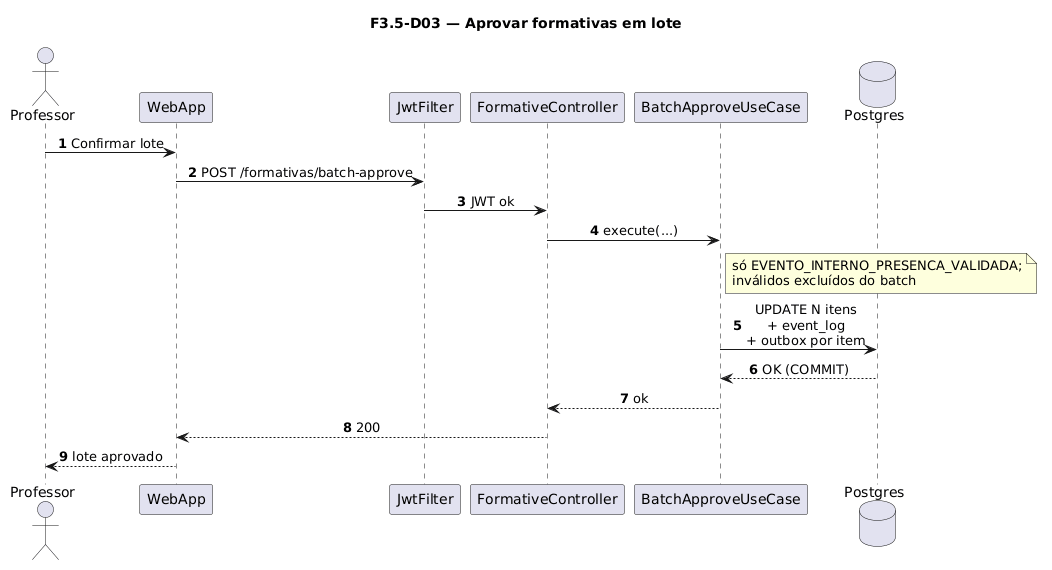 F3.5-D03 — Aprovar formativas em lote
Professor
WebApp
JwtFilter
FormativeController
BatchApproveUseCase
Postgres
1 Confirmar lote
2 POST /formativas/batch-approve
3 JWT ok
4 execute(...)
só EVENTO_INTERNO_PRESENCA_VALIDADA;
inválidos excluídos do batch
UPDATE N itens
5 + event_log
+ outbox por item
6 OK (COMMIT)
7 ok
8 200
9 lote aprovado
Professor
WebApp
JwtFilter
FormativeController
BatchApproveUseCase
Postgres